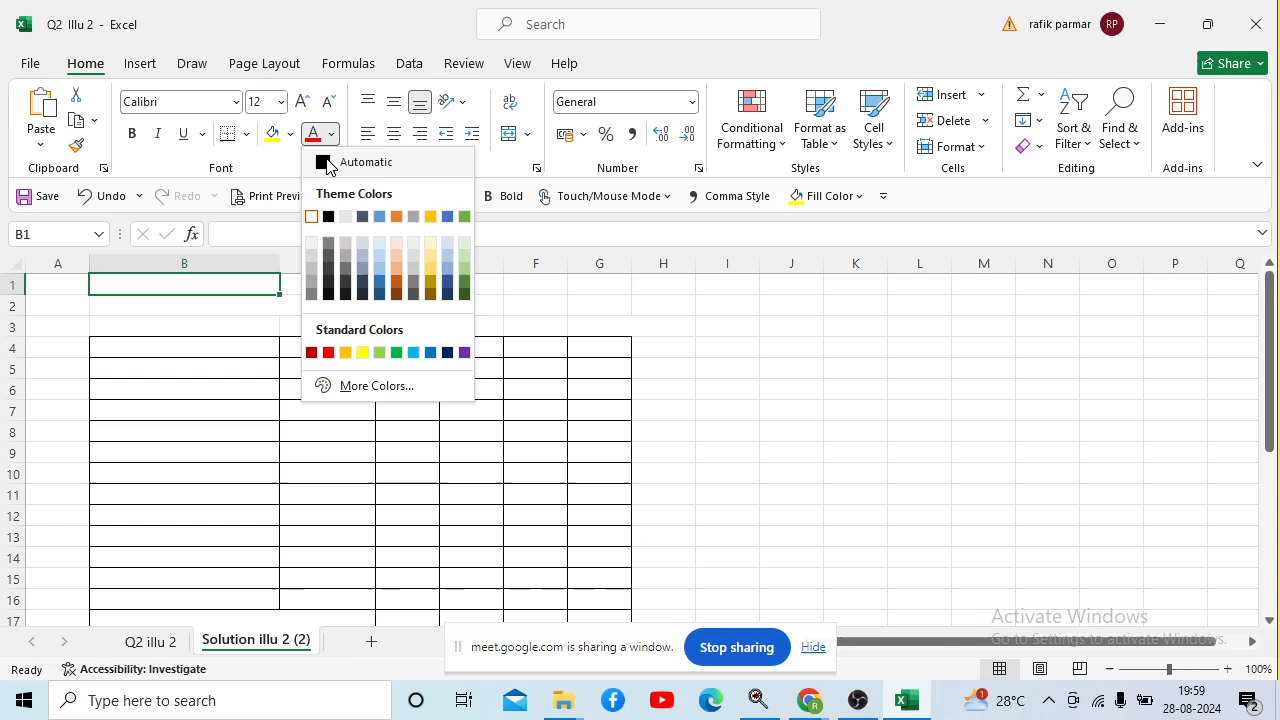 Q2 Illu 2 - Excel
Search
rafik parmar
RP
File Home Insert Draw Page Layout Formulas Data Review View Help
Share
Paste
Calibri
12
General
Conditional Formatting
Format as Table
Cell Styles
Insert
Delete
Format
Sort & Filter
Find & Select
Add-ins
Clipboard Font Number Styles Cells Editing Add-ins
Save Undo Redo Print Previ
B Bold Touch/Mouse Mode Comma Style Fill Color
Automatic
Theme Colors
Standard Colors
More Colors...
B1
fx
A B F G H I J K L M N O P Q
1
2
3
4
5
6
7
8
9
10
11
12
13
14
15
16
17
Activate Windows
Go to Settings to activate Windows.
Q2 illu 2 Solution illu 2 (2)
meet.google.com is sharing a window. Stop sharing Hide
Ready Accessibility: Investigate
100%
Type here to search
28°C
19:59
28-08-2024